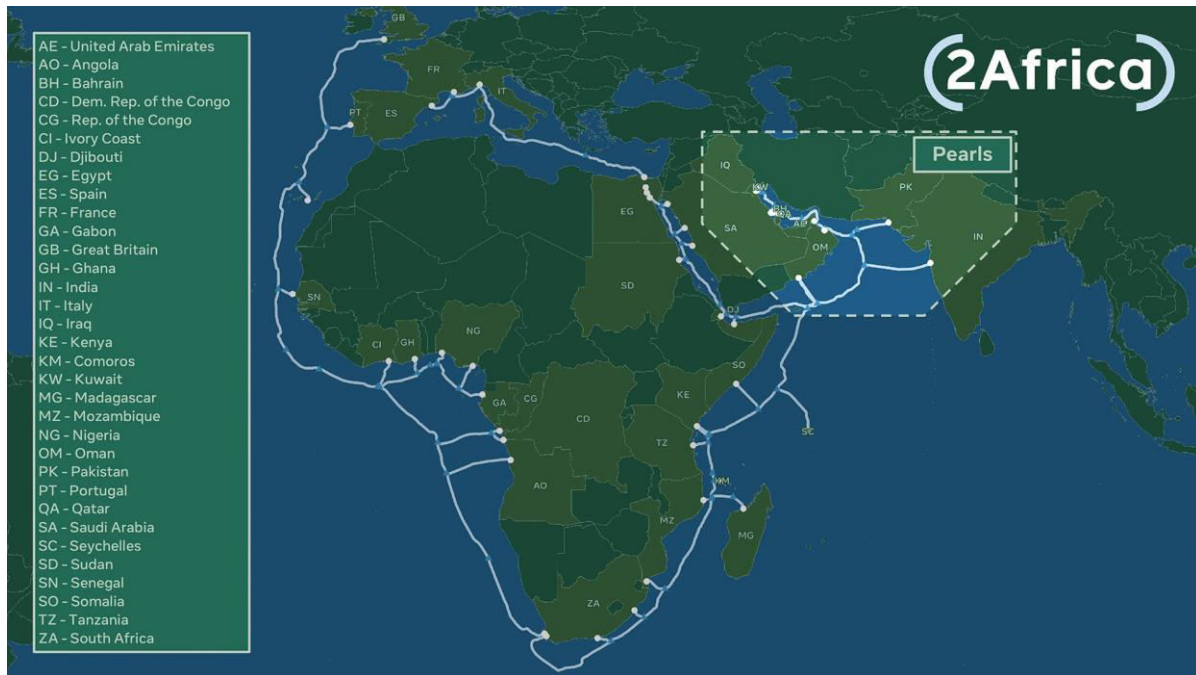 AE - United Arab Emirates
AO - Angola
BH - Bahrain
CD - Dem. Rep. of the Congo
CG - Rep. of the Congo
CI - Ivory Coast
DJ - Djibouti
EG - Egypt
ES - Spain
FR - France
GA - Gabon
GB - Great Britain
GH - Ghana
IN - India
IT - Italy
IQ - Iraq
KE - Kenya
KM - Comoros
KW - Kuwait
MG - Madagascar
MZ - Mozambique
NG - Nigeria
OM - Oman
PK - Pakistan
PT - Portugal
QA - Qatar
SA - Saudi Arabia
SC - Seychelles
SD - Sudan
SN - Senegal
SO - Somalia
TZ - Tanzania
ZA - South Africa
(2Africa)
Pearls
GB
FR
IT
PT
ES
IQ
KW
PK
BH
QA
AE
SA
OM
IN
EG
SD
SN
DJ
NG
CI
GH
SO
GA
CG
CD
KE
TZ
SC
KM
AO
MZ
MG
ZA